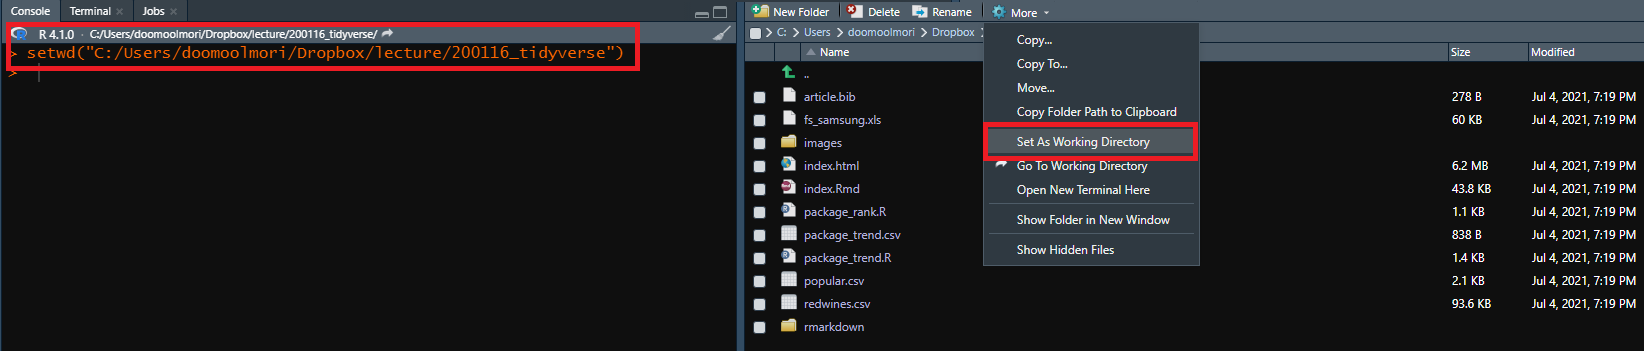 Console Terminal × Jobs ×
R 4.1.0 · C:/Users/doomoolmori/Dropbox/lecture/200116_tidyverse/
> setwd("C:/Users/doomoolmori/Dropbox/lecture/200116_tidyverse")
>
New Folder Delete Rename More
C: > Users > doomoolmori > Dropbox >
Name Size Modified
..
article.bib 278 B Jul 4, 2021, 7:19 PM
fs_samsung.xls 60 KB Jul 4, 2021, 7:19 PM
images
index.html 6.2 MB Jul 4, 2021, 7:19 PM
index.Rmd 43.8 KB Jul 4, 2021, 7:19 PM
package_rank.R 1.1 KB Jul 4, 2021, 7:19 PM
package_trend.csv 838 B Jul 4, 2021, 7:19 PM
package_trend.R 1.4 KB Jul 4, 2021, 7:19 PM
popular.csv 2.1 KB Jul 4, 2021, 7:19 PM
redwines.csv 93.6 KB Jul 4, 2021, 7:19 PM
rmarkdown
Copy...
Copy To...
Move...
Copy Folder Path to Clipboard
Set As Working Directory
Go To Working Directory
Open New Terminal Here
Show Folder in New Window
Show Hidden Files